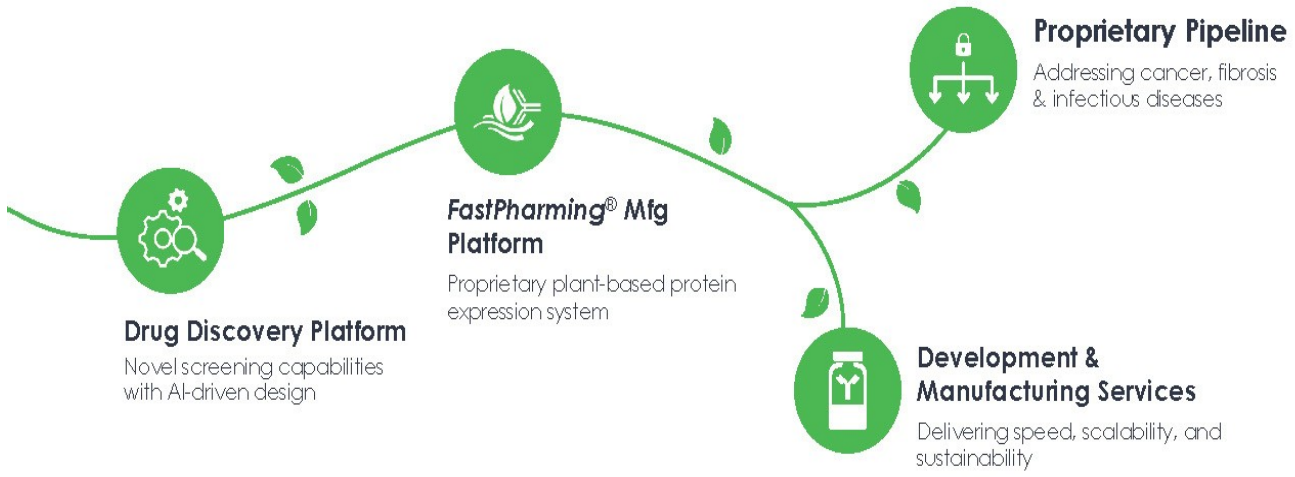 Drug Discovery Platform
Novel screening capabilities
with AI-driven design
FastPharming® Mfg
Platform
Proprietary plant-based protein
expression system
Proprietary Pipeline
Addressing cancer, fibrosis
& infectious diseases
Development &
Manufacturing Services
Delivering speed, scalability, and
sustainability